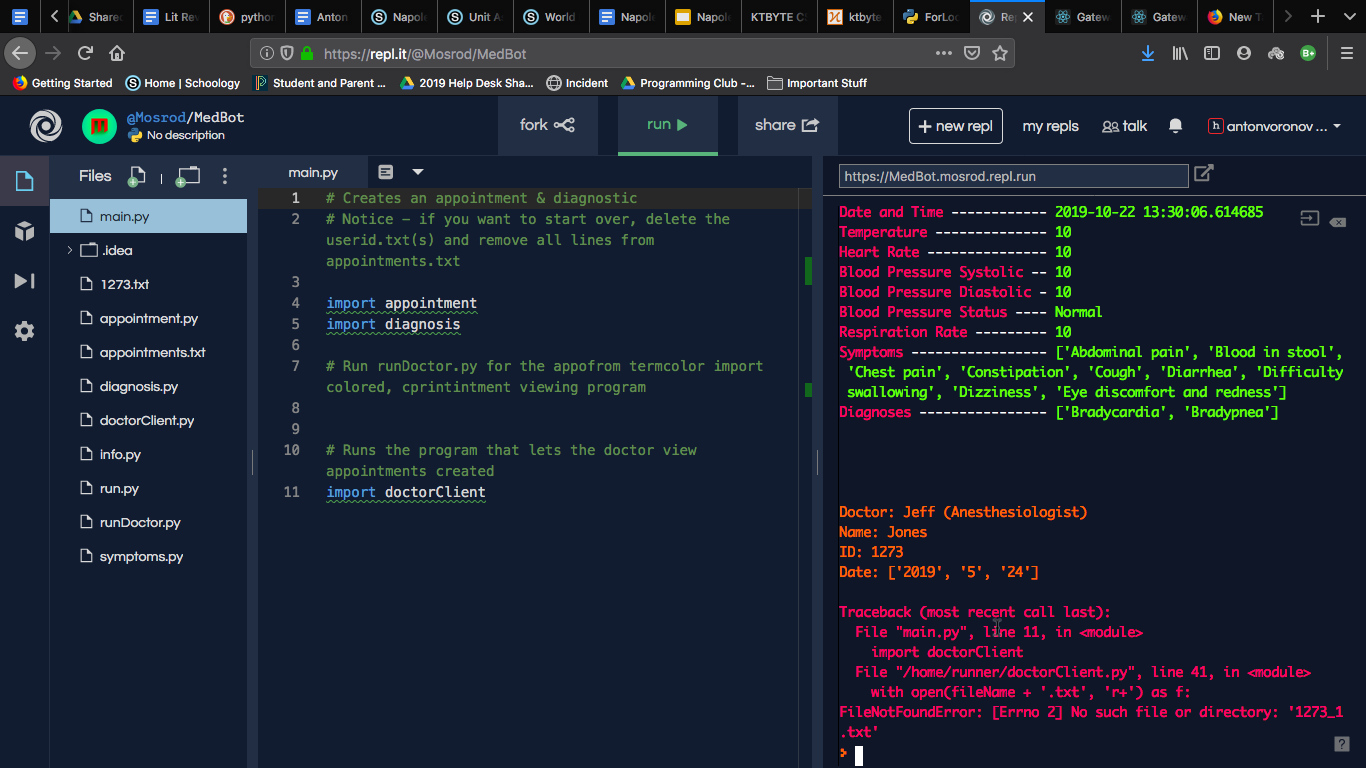 Shared
Lit Rev
python
Anton
Napole
Unit As
World
Napole
Napole
KTBYTE C
ktbyte
ForLoo
Re
Gatew
Gatew
New T
https://repl.it/@Mosrod/MedBot
Getting Started
Home | Schoology
Student and Parent ...
2019 Help Desk Sha...
Incident
Programming Club -...
Important Suff
@Mosrod/MedBot
No description
fork
run
share
+ new repl
my repls
talk
h antonvoronov ...
Files
main.py
.idea
1273.txt
appointment.py
appointments.txt
diagnosis.py
doctorClient.py
info.py
run.py
runDoctor.py
symptoms.py
main.py
1 # Creates an appointment & diagnostic
2 # Notice – if you want to start over, delete the
userid.txt(s) and remove all lines from
appointments.txt
3
4 import appointment
5 import diagnosis
6
7 # Run runDoctor.py for the appofrom termcolor import
colored, cprintintment viewing program
8
9
10 # Runs the program that lets the doctor view
appointments created
11 import doctorClient
https://MedBot.mosrod.repl.run
Date and Time ------------ 2019-10-22 13:30:06.614685
Temperature -------------- 10
Heart Rate --------------- 10
Blood Pressure Systolic -- 10
Blood Pressure Diastolic - 10
Blood Pressure Status ---- Normal
Respiration Rate --------- 10
Symptoms ----------------- ['Abdominal pain', 'Blood in stool',
'Chest pain', 'Constipation', 'Cough', 'Diarrhea', 'Difficulty
swallowing', 'Dizziness', 'Eye discomfort and redness']
Diagnoses ---------------- ['Bradycardia', 'Bradypnea']
Doctor: Jeff (Anesthesiologist)
Name: Jones
ID: 1273
Date: ['2019', '5', '24']
Traceback (most recent call last):
File "main.py", line 11, in <module>
import doctorClient
File "/home/runner/doctorClient.py", line 41, in <module>
with open(fileName + '.txt', 'r+') as f:
FileNotFoundError: [Errno 2] No such file or directory: '1273_1
.txt'